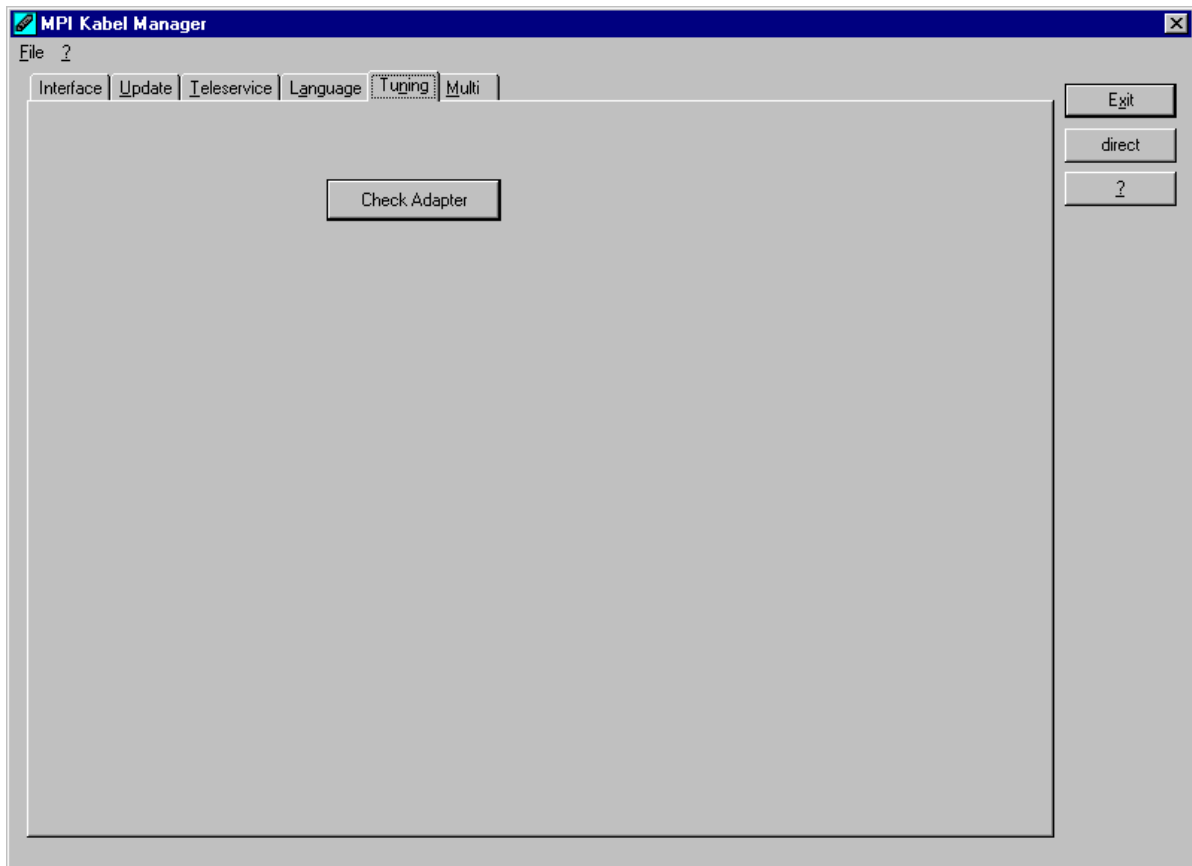 MPI Kabel Manager
File ?
Interface Update Teleservice Language Tuning Multi
Exit
direct
?
Check Adapter